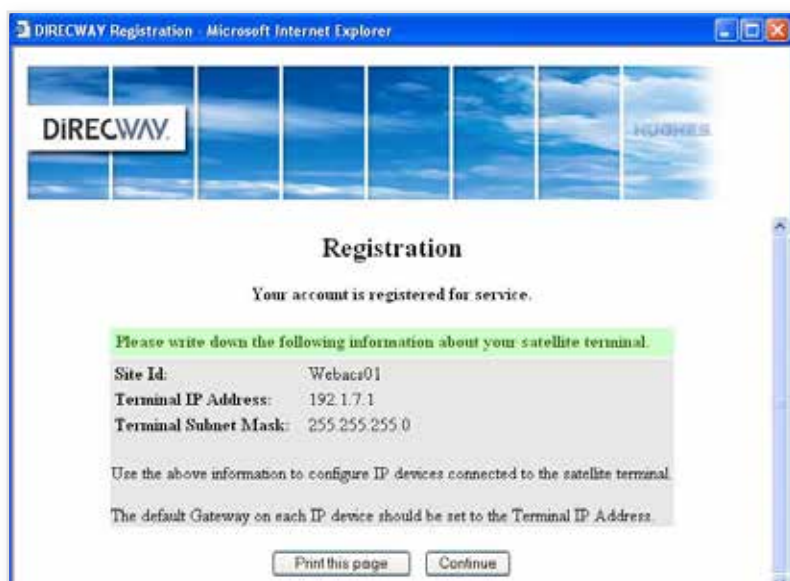 DIRECWAY Registration - Microsoft Internet Explorer
DiRECWAY.
HUGHES
Registration
Your account is registered for service.
Please write down the following information about your satellite terminal.
Site Id: Webacs01
Terminal IP Address: 192.1.7.1
Terminal Subnet Mask: 255.255.255.0
Use the above information to configure IP devices connected to the satellite terminal.
The default Gateway on each IP device should be set to the Terminal IP Address.
Print this page Continue